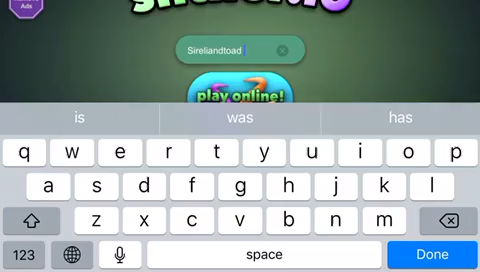 Ads
Sireliandtoad
play online!
is was has
q w e r t y u i o p
a s d f g h j k l
z x c v b n m
123 space Done